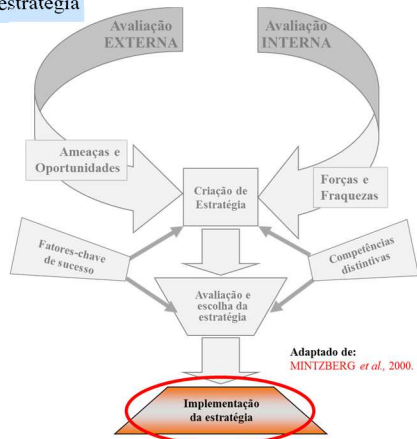 estratégia
Avaliação
EXTERNA
Avaliação
INTERNA
Ameaças e
Oportunidades
Criação de
Estratégia
Forças e
Fraquezas
Fatores-chave
de sucesso
Competências
distintivas
Avaliação e
escolha da
estratégia
Adaptado de:
MINTZBERG et al., 2000.
Implementação
da estratégia